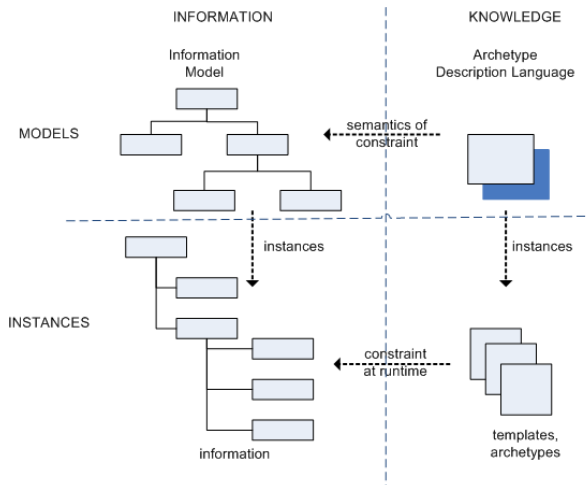 INFORMATION
KNOWLEDGE
Information
Model
Archetype
Description Language
MODELS
semantics of
constraint
instances
instances
INSTANCES
constraint
at runtime
information
templates,
archetypes